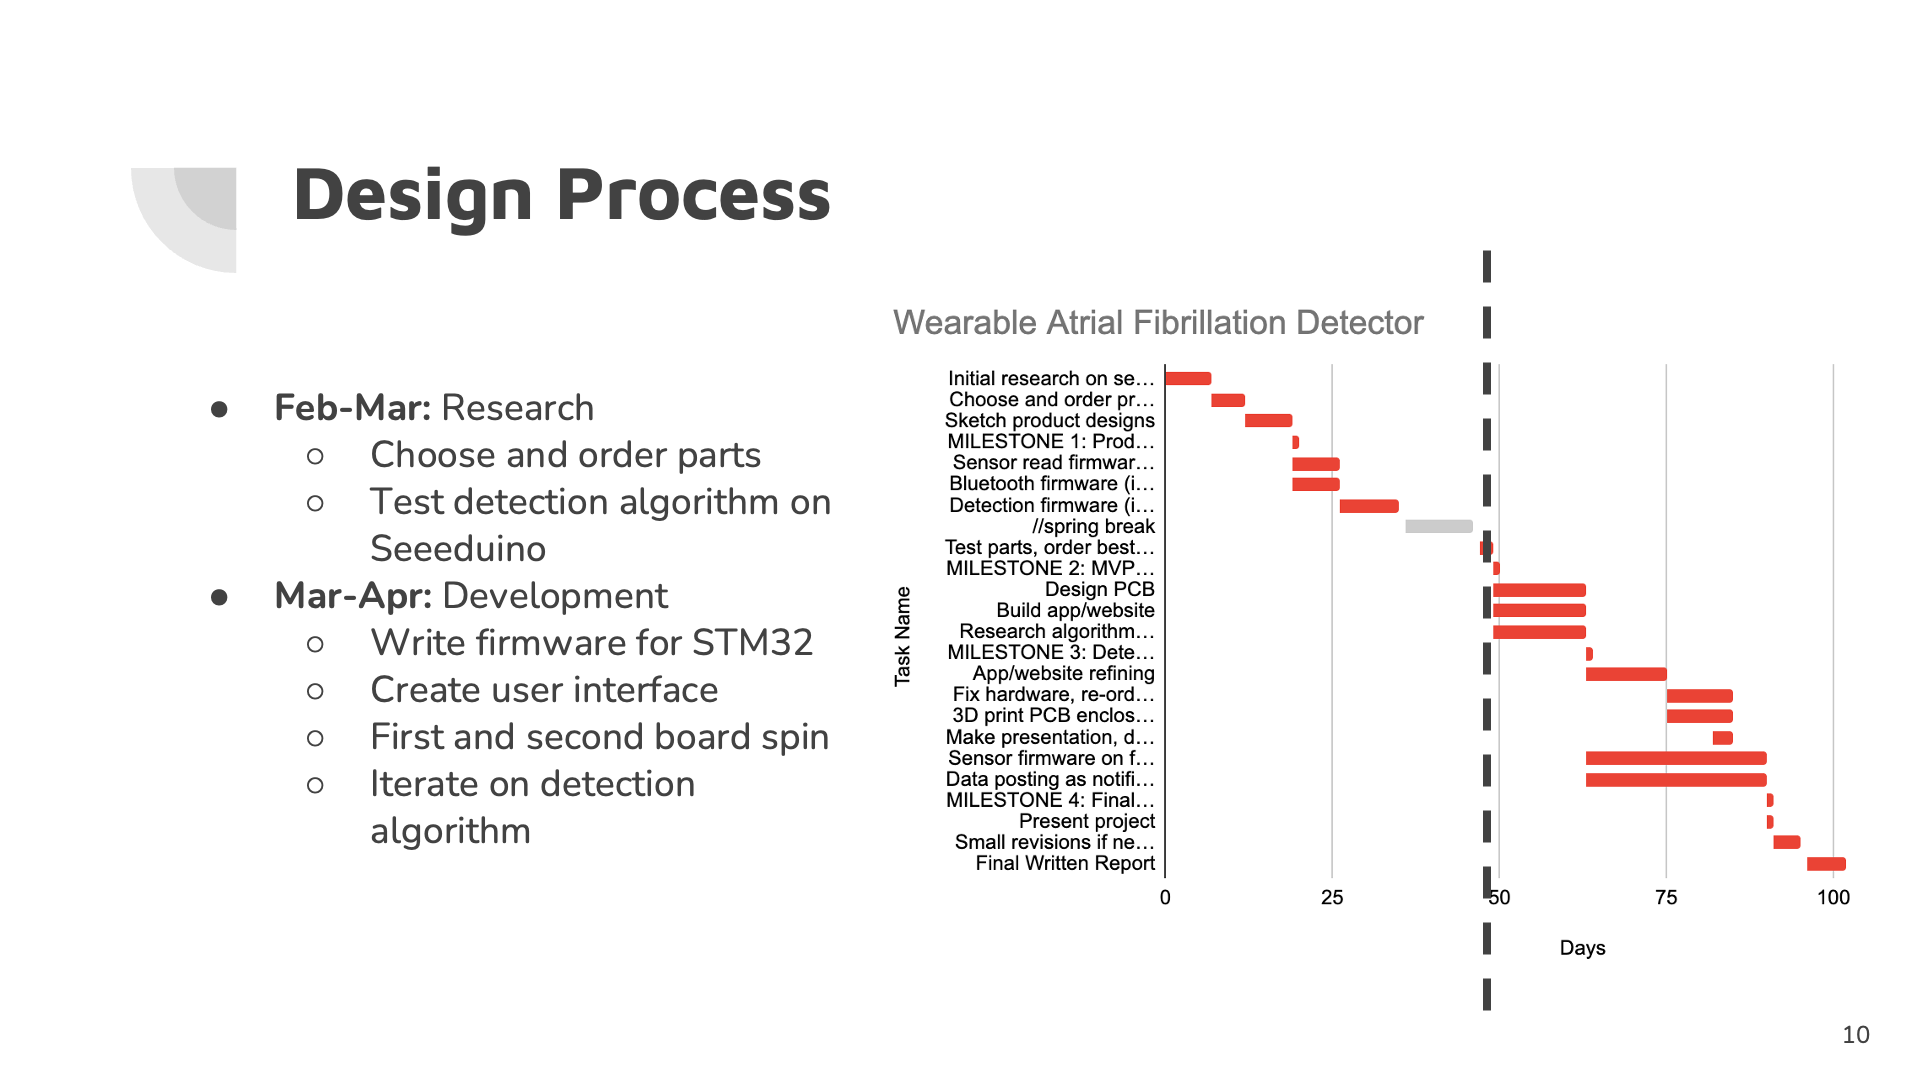 Design Process
● Feb-Mar: Research
○ Choose and order parts
○ Test detection algorithm on
Seeeduino
● Mar-Apr: Development
○ Write firmware for STM32
○ Create user interface
○ First and second board spin
○ Iterate on detection
algorithm
Wearable Atrial Fibrillation Detector
Task Name
Initial research on se…
Choose and order pr…
Sketch product designs
MILESTONE 1: Prod…
Sensor read firmwar…
Bluetooth firmware (i…
Detection firmware (i…
//spring break
Test parts, order best…
MILESTONE 2: MVP…
Design PCB
Build app/website
Research algorithm…
MILESTONE 3: Dete…
App/website refining
Fix hardware, re-ord…
3D print PCB enclos…
Make presentation, d…
Sensor firmware on f…
Data posting as notifi…
MILESTONE 4: Final…
Present project
Small revisions if ne…
Final Written Report
0 25 50 75 100
Days
10